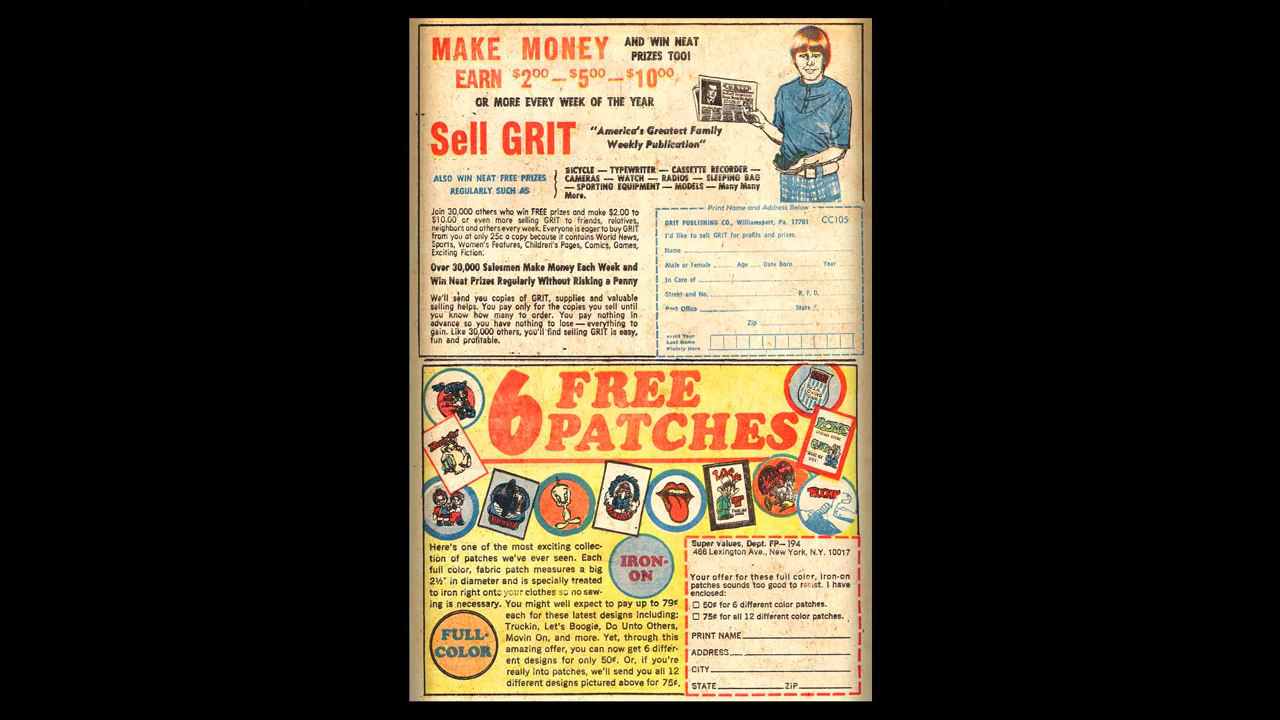 MAKE MONEY AND WIN NEAT
PRIZES TOO!
EARN $2.00 — $5.00 — $10.00
OR MORE EVERY WEEK OF THE YEAR
Sell GRIT "America's Greatest Family
Weekly Publication"
GRIT
ALSO WIN NEAT FREE PRIZES
REGULARLY SUCH AS
BICYCLE — TYPEWRITER — CASSETTE RECORDER —
CAMERAS — WATCH — RADIOS — SLEEPING BAG
— SPORTING EQUIPMENT — MODELS — Many Many
More.
Join 30,000 others who win FREE prizes and make $2.00 to
$10.00 or even more selling GRIT to friends, relatives,
neighbors and others every week. Everyone is eager to buy GRIT
from you at only 25c a copy because it contains World News,
Sports, Women's Features, Children's Pages, Comics, Games,
Exciting Fiction.
Over 30,000 Salesmen Make Money Each Week and
Win Neat Prizes Regularly Without Risking a Penny
We'll send you copies of GRIT, supplies and valuable
selling helps. You pay only for the copies you sell until
you know how many to order. You pay nothing in
advance so you have nothing to lose — everything to
gain. Like 30,000 others, you'll find selling GRIT is easy,
fun and profitable.
Print Name and Address Below
GRIT PUBLISHING CO., Williamsport, Pa. 17701 CC105
I'd like to sell GRIT for profits and prizes.
Name
Male or Female Age Date Born Year
In Care of
Street and No. R. F. D.
Post Office State
Zip
Print Your
Last Name
Plainly Here
6 FREE
PATCHES
TRUCKIN
Here's one of the most exciting collec-
tion of patches we've ever seen. Each
full color, fabric patch measures a big
2½" in diameter and is specially treated
to iron right onto your clothes so no sew-
ing is necessary. You might well expect to pay up to 79¢
each for these latest designs including:
Truckin, Let's Boogie, Do Unto Others,
Movin On, and more. Yet, through this
amazing offer, you can now get 6 differ-
ent designs for only 50¢. Or, if you're
really into patches, we'll send you all 12
different designs pictured above for 75¢.
IRON-
ON
FULL-
COLOR
Super Values, Dept. FP—194
466 Lexington Ave., New York, N.Y. 10017
Your offer for these full color, Iron-on
patches sounds too good to resist. I have
enclosed:
50¢ for 6 different color patches.
75¢ for all 12 different color patches.
PRINT NAME
ADDRESS
CITY
STATE ZIP